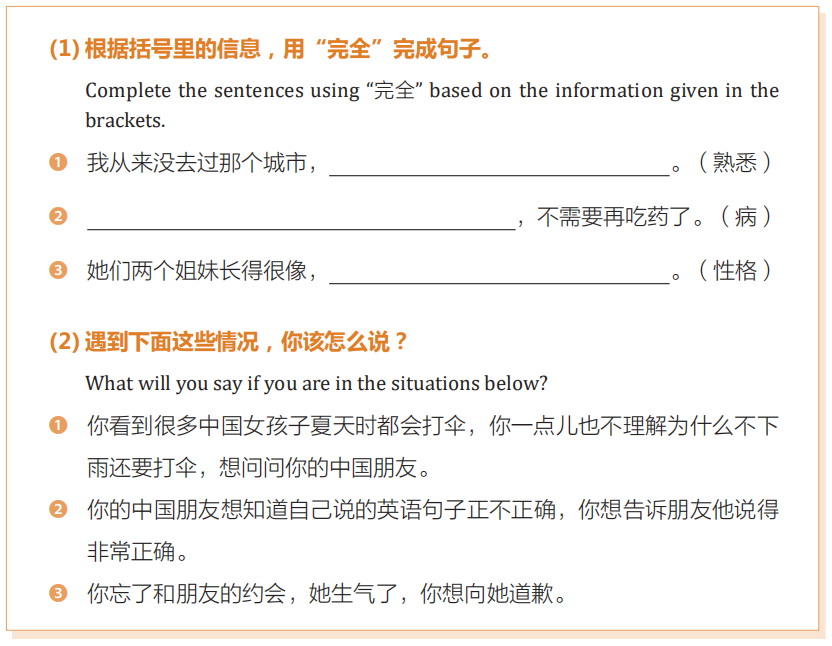 (1) 根据括号里的信息，用“完全”完成句子。
Complete the sentences using “完全” based on the information given in the
brackets.
1 我从来没去过那个城市，______________________________。（熟悉）
2 ______________________________________，不需要再吃药了。（病）
3 她们两个姐妹长得很像，______________________________。（性格）
(2) 遇到下面这些情况，你该怎么说？
What will you say if you are in the situations below?
1 你看到很多中国女孩子夏天时都会打伞，你一点儿也不理解为什么不下
雨还要打伞，想问问你的中国朋友。
2 你的中国朋友想知道自己说的英语句子正不正确，你想告诉朋友他说得
非常正确。
3 你忘了和朋友的约会，她生气了，你想向她道歉。